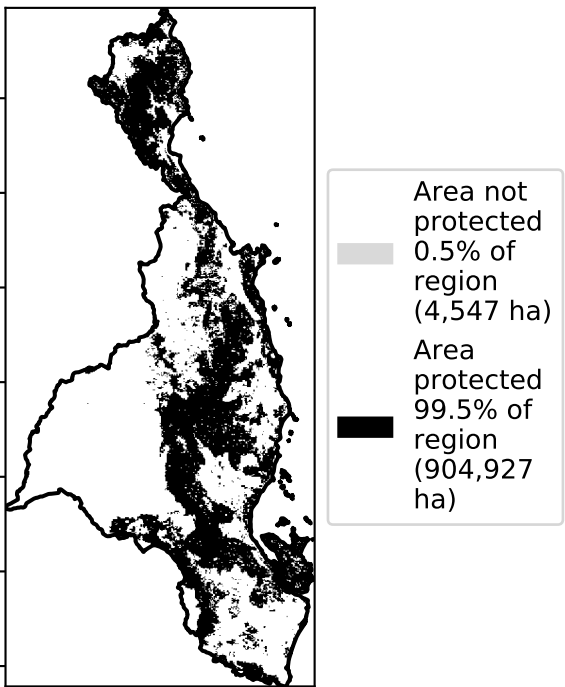 Area not
protected
0.5% of
region
(4,547 ha)
Area
protected
99.5% of
region
(904,927
ha)